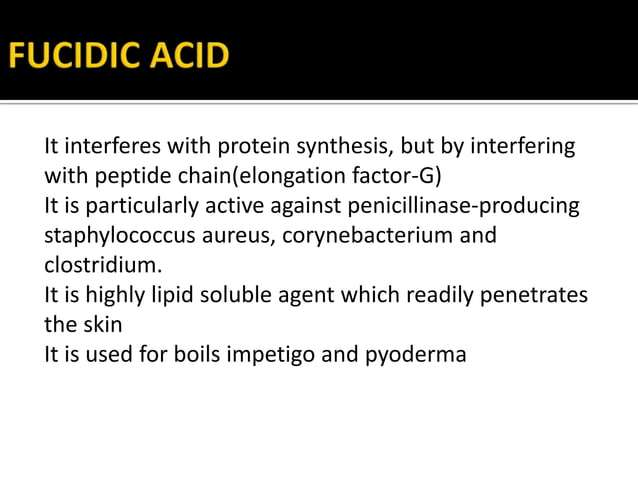 FUCIDIC ACID
It interferes with protein synthesis, but by interfering
with peptide chain(elongation factor-G)
It is particularly active against penicillinase-producing
staphylococcus aureus, corynebacterium and
clostridium.
It is highly lipid soluble agent which readily penetrates
the skin
It is used for boils impetigo and pyoderma